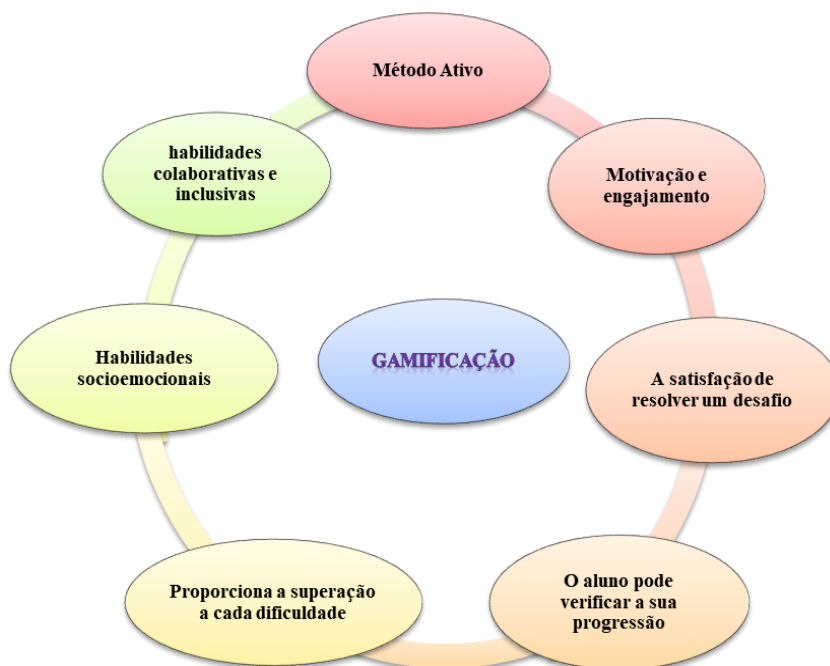 Método Ativo
Motivação e
engajamento
A satisfação de
resolver um desafio
O aluno pode
verificar a sua
progressão
Proporciona a superação
a cada dificuldade
Habilidades
socioemocionais
habilidades
colaborativas e
inclusivas
GAMIFICAÇÃO